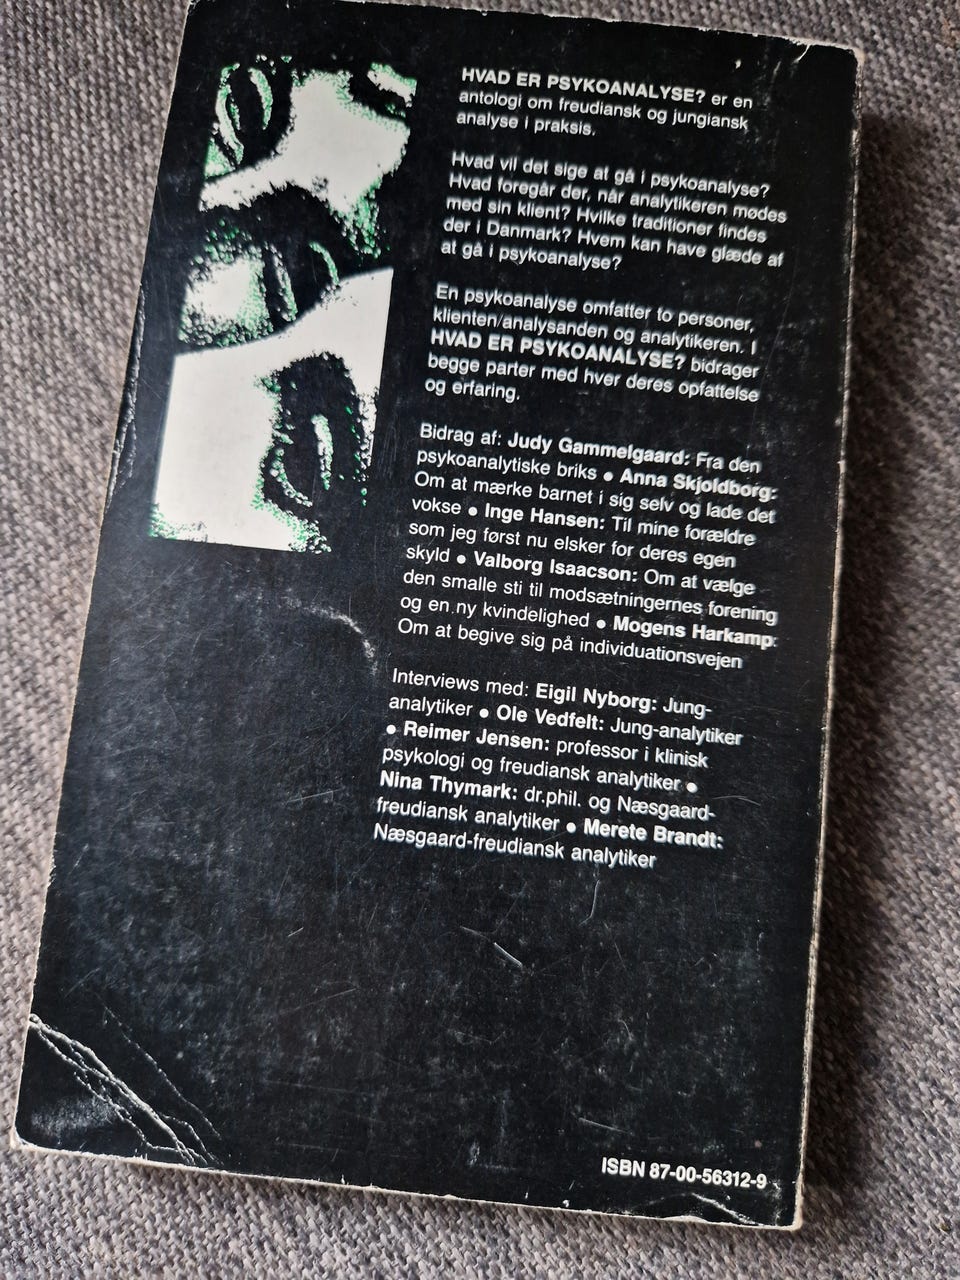 HVAD ER PSYKOANALYSE? er en
antologi om freudiansk og jungiansk
analyse i praksis.
Hvad vil det sige at gå i psykoanalyse?
Hvad foregår der, når analytikeren mødes
med sin klient? Hvilke traditioner findes
der i Danmark? Hvem kan have glæde af
at gå i psykoanalyse?
En psykoanalyse omfatter to personer,
klienten/analysanden og analytikeren. I
HVAD ER PSYKOANALYSE? bidrager
begge parter med hver deres opfattelse
og erfaring.
Bidrag af: Judy Gammelgaard: Fra den
psykoanalytiske briks ● Anna Skjoldborg:
Om at mærke barnet i sig selv og lade det
vokse ● Inge Hansen: Til mine forældre
som jeg først nu elsker for deres egen
skyld ● Valborg Isaacson: Om at vælge
den smalle sti til modsætningernes forening
og en ny kvindelighed ● Mogens Harkamp:
Om at begive sig på individuationsvejen
Interviews med: Eigil Nyborg: Jung-
analytiker ● Ole Vedfelt: Jung-analytiker
● Reimer Jensen: professor i klinisk
psykologi og freudiansk analytiker ●
Nina Thymark: dr.phil. og Næsgaard-
freudiansk analytiker ● Merete Brandt:
Næsgaard-freudiansk analytiker
ISBN 87-00-56312-9